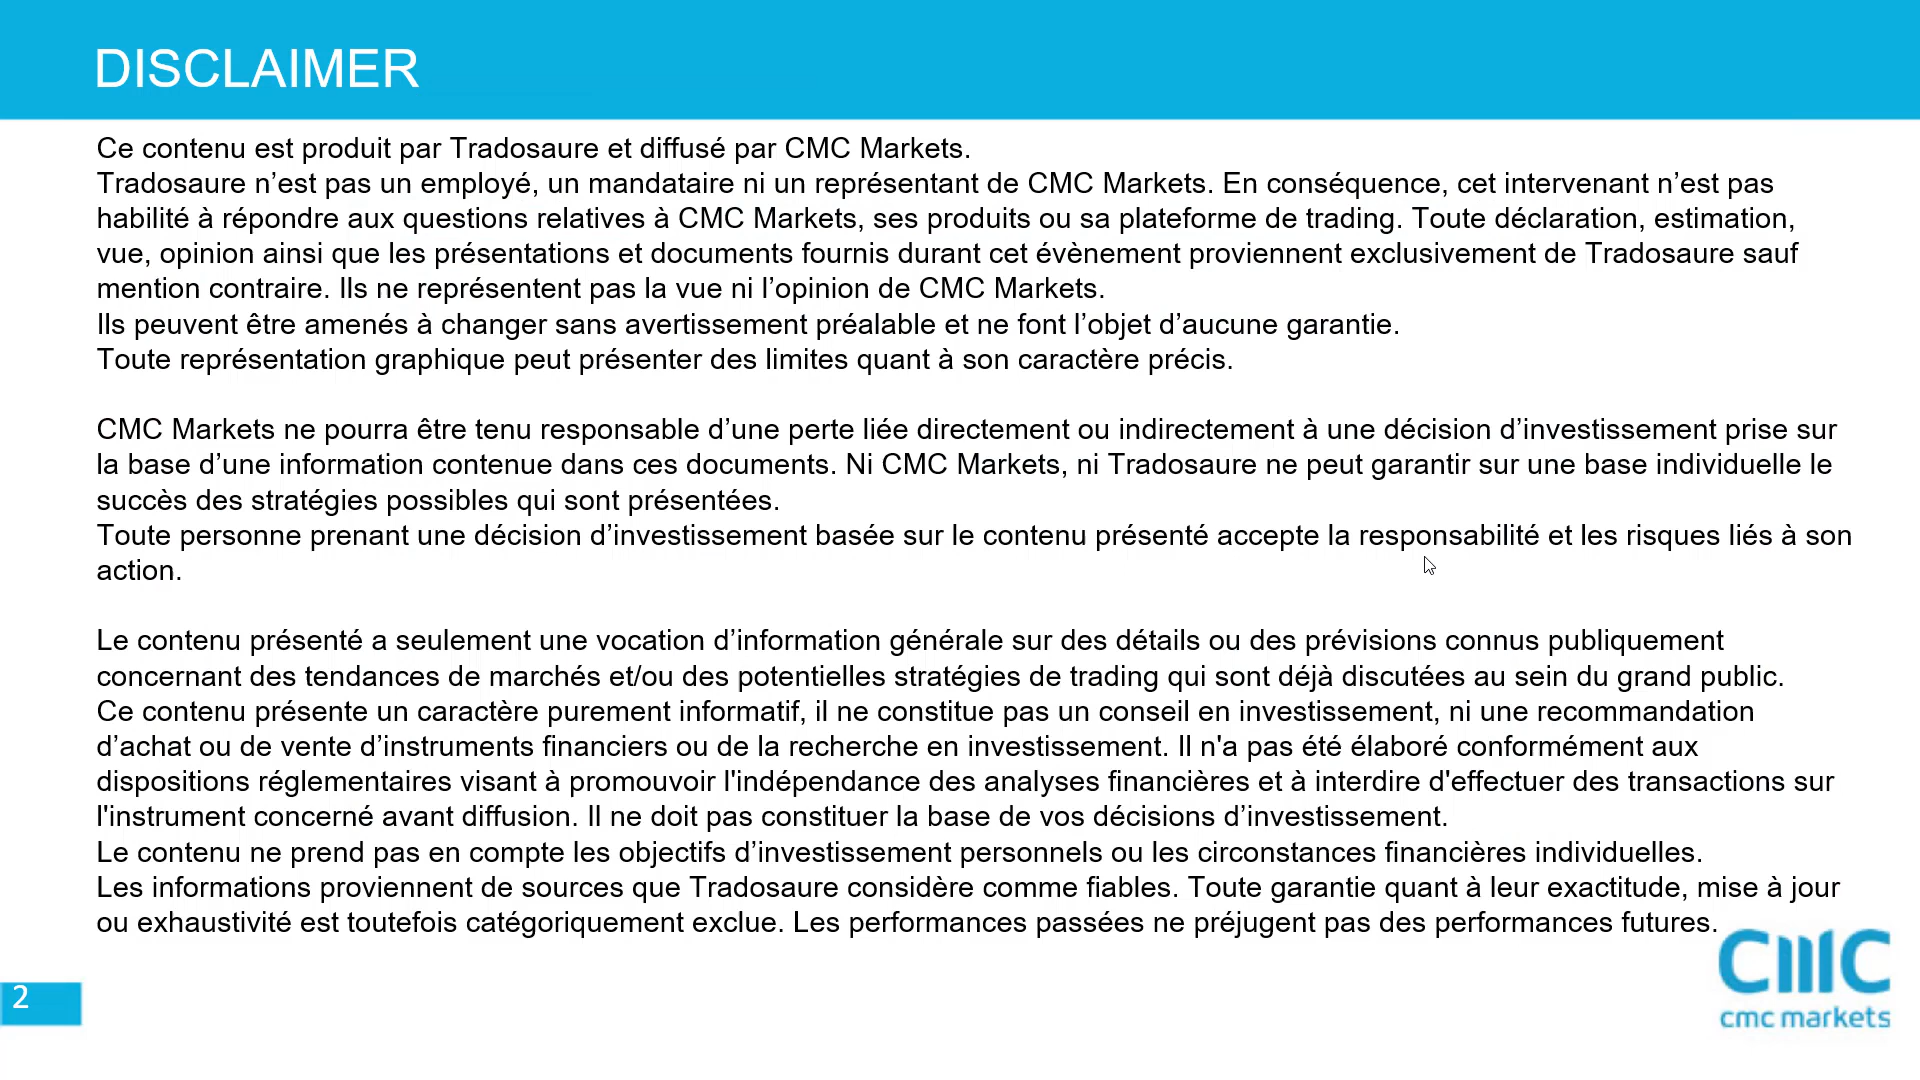 DISCLAIMER
Ce contenu est produit par Tradosaure et diffusé par CMC Markets.
Tradosaure n’est pas un employé, un mandataire ni un représentant de CMC Markets. En conséquence, cet intervenant n’est pas
habilité à répondre aux questions relatives à CMC Markets, ses produits ou sa plateforme de trading. Toute déclaration, estimation,
vue, opinion ainsi que les présentations et documents fournis durant cet évènement proviennent exclusivement de Tradosaure sauf
mention contraire. Ils ne représentent pas la vue ni l’opinion de CMC Markets.
Ils peuvent être amenés à changer sans avertissement préalable et ne font l’objet d’aucune garantie.
Toute représentation graphique peut présenter des limites quant à son caractère précis.
CMC Markets ne pourra être tenu responsable d’une perte liée directement ou indirectement à une décision d’investissement prise sur
la base d’une information contenue dans ces documents. Ni CMC Markets, ni Tradosaure ne peut garantir sur une base individuelle le
succès des stratégies possibles qui sont présentées.
Toute personne prenant une décision d’investissement basée sur le contenu présenté accepte la responsabilité et les risques liés à son
action.
Le contenu présenté a seulement une vocation d’information générale sur des détails ou des prévisions connus publiquement
concernant des tendances de marchés et/ou des potentielles stratégies de trading qui sont déjà discutées au sein du grand public.
Ce contenu présente un caractère purement informatif, il ne constitue pas un conseil en investissement, ni une recommandation
d’achat ou de vente d’instruments financiers ou de la recherche en investissement. Il n'a pas été élaboré conformément aux
dispositions réglementaires visant à promouvoir l'indépendance des analyses financières et à interdire d'effectuer des transactions sur
l'instrument concerné avant diffusion. Il ne doit pas constituer la base de vos décisions d’investissement.
Le contenu ne prend pas en compte les objectifs d’investissement personnels ou les circonstances financières individuelles.
Les informations proviennent de sources que Tradosaure considère comme fiables. Toute garantie quant à leur exactitude, mise à jour
ou exhaustivité est toutefois catégoriquement exclue. Les performances passées ne préjugent pas des performances futures.
CMC
cmc markets
2